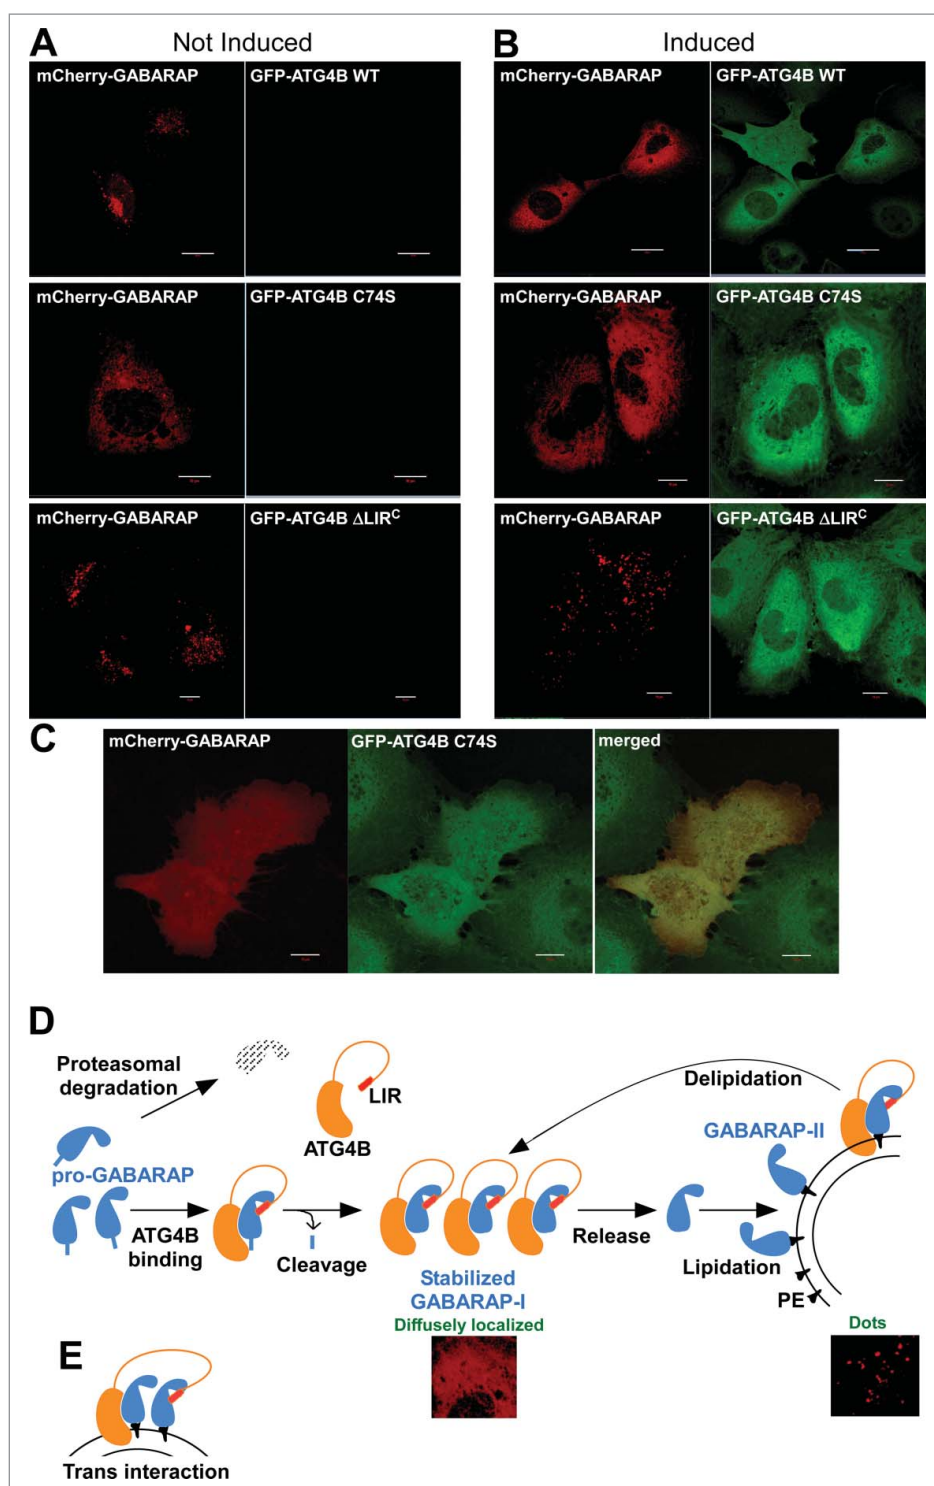 A
Not Induced
B
Induced
mCherry-GABARAP
GFP-ATG4B WT
mCherry-GABARAP
GFP-ATG4B WT
mCherry-GABARAP
GFP-ATG4B C74S
mCherry-GABARAP
GFP-ATG4B C74S
mCherry-GABARAP
GFP-ATG4B ΔLIRᶜ
mCherry-GABARAP
GFP-ATG4B ΔLIRᶜ
C
mCherry-GABARAP
GFP-ATG4B C74S
merged
D
Proteasomal
degradation
LIR
ATG4B
Delipidation
GABARAP-II
pro-GABARAP
ATG4B
binding
Cleavage
Release
Lipidation
PE
Stabilized
GABARAP-I
Diffusely localized
Dots
E
Trans interaction